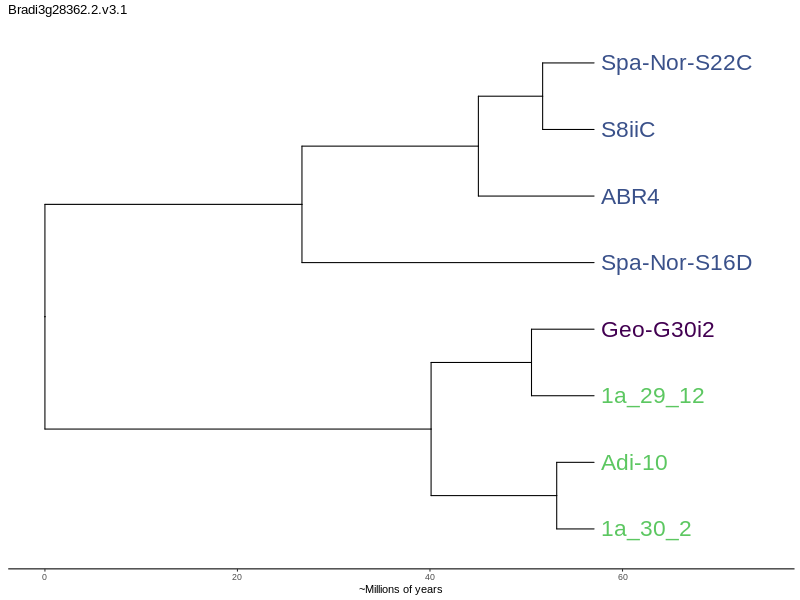 Bradi3g28362.2.v3.1
Spa-Nor-S22C
S8iiC
ABR4
Spa-Nor-S16D
Geo-G30i2
1a_29_12
Adi-10
1a_30_2
0 20 40 60
~Millions of years